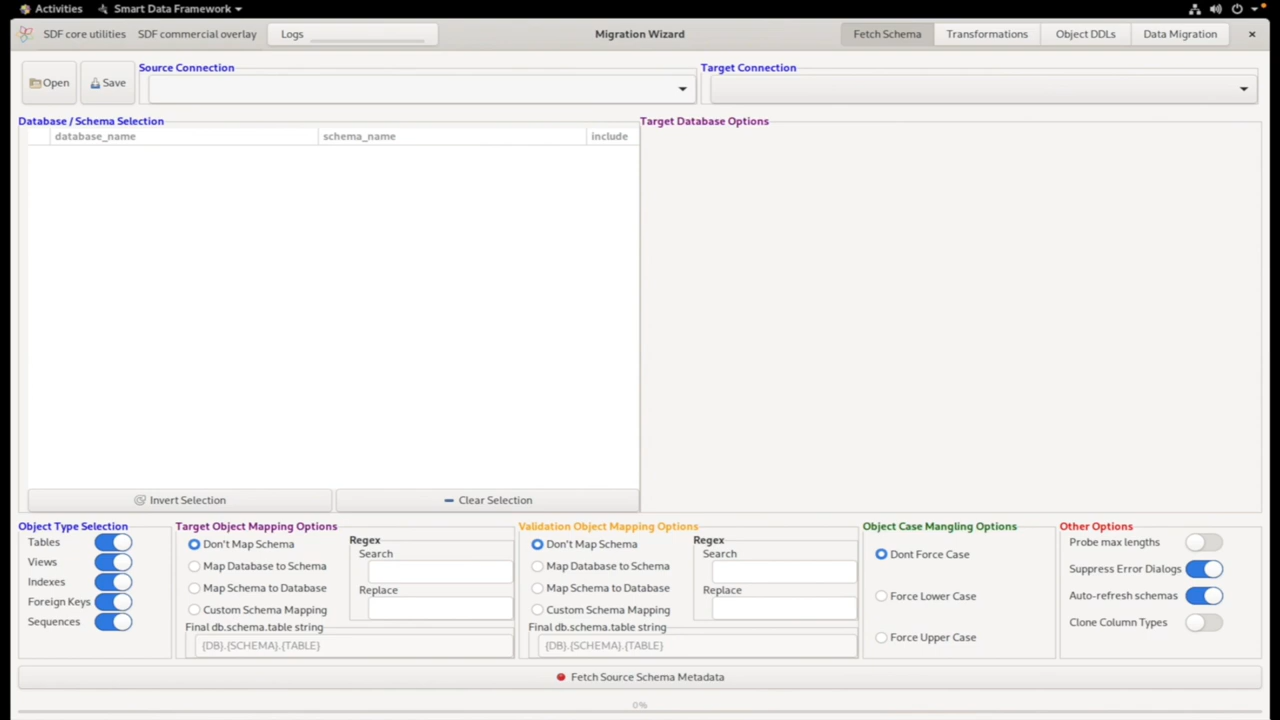 Activities Smart Data Framework
SDF core utilities SDF commercial overlay Logs Migration Wizard Fetch Schema Transformations Object DDLs Data Migration ×
Open Save Source Connection Target Connection
Database / Schema Selection Target Database Options
database_name schema_name include
Invert Selection Clear Selection
Object Type Selection
Tables
Views
Indexes
Foreign Keys
Sequences
Target Object Mapping Options
Don't Map Schema
Map Database to Schema
Map Schema to Database
Custom Schema Mapping
Regex
Search
Replace
Final db.schema.table string
{DB}.{SCHEMA}.{TABLE}
Validation Object Mapping Options
Don't Map Schema
Map Database to Schema
Map Schema to Database
Custom Schema Mapping
Regex
Search
Replace
Final db.schema.table string
{DB}.{SCHEMA}.{TABLE}
Object Case Mangling Options
Dont Force Case
Force Lower Case
Force Upper Case
Other Options
Probe max lengths
Suppress Error Dialogs
Auto-refresh schemas
Clone Column Types
Fetch Source Schema Metadata
0%